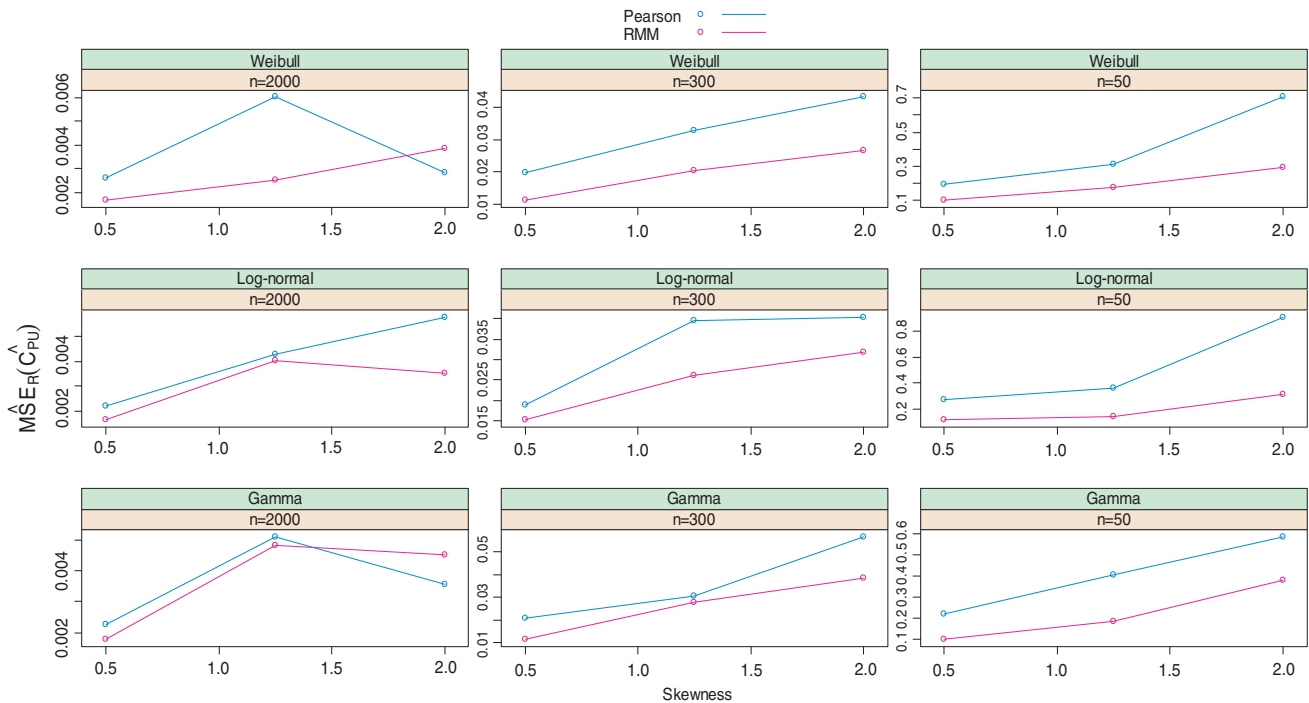 Pearson
RMM
Weibull
n=2000
0.002 0.004 0.006
0.5 1.0 1.5 2.0
Weibull
n=300
0.01 0.02 0.03 0.04
0.5 1.0 1.5 2.0
Weibull
n=50
0.1 0.3 0.5 0.7
0.5 1.0 1.5 2.0
Log-normal
n=2000
0.002 0.004
0.5 1.0 1.5 2.0
Log-normal
n=300
0.015 0.025 0.035
0.5 1.0 1.5 2.0
Log-normal
n=50
0.2 0.4 0.6 0.8
0.5 1.0 1.5 2.0
Gamma
n=2000
0.002 0.004
0.5 1.0 1.5 2.0
Gamma
n=300
0.01 0.03 0.05
0.5 1.0 1.5 2.0
Gamma
n=50
0.1 0.2 0.3 0.4 0.5 0.6
0.5 1.0 1.5 2.0
MŜE_R(Ĉ_PU)
Skewness